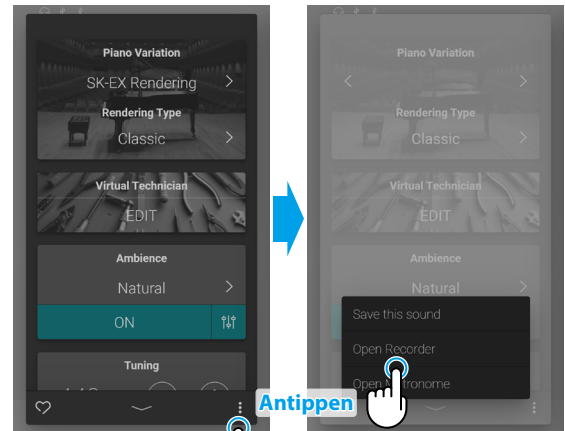 Piano Variation
SK-EX Rendering
Rendering Type
Classic
Virtual Technician
EDIT
Ambience
Natural
ON
Tuning
Antippen
Piano Variation
Rendering Type
Classic
Virtual Technician
EDIT
Ambience
Natural
Save this sound
Open Recorder
Open Metronome